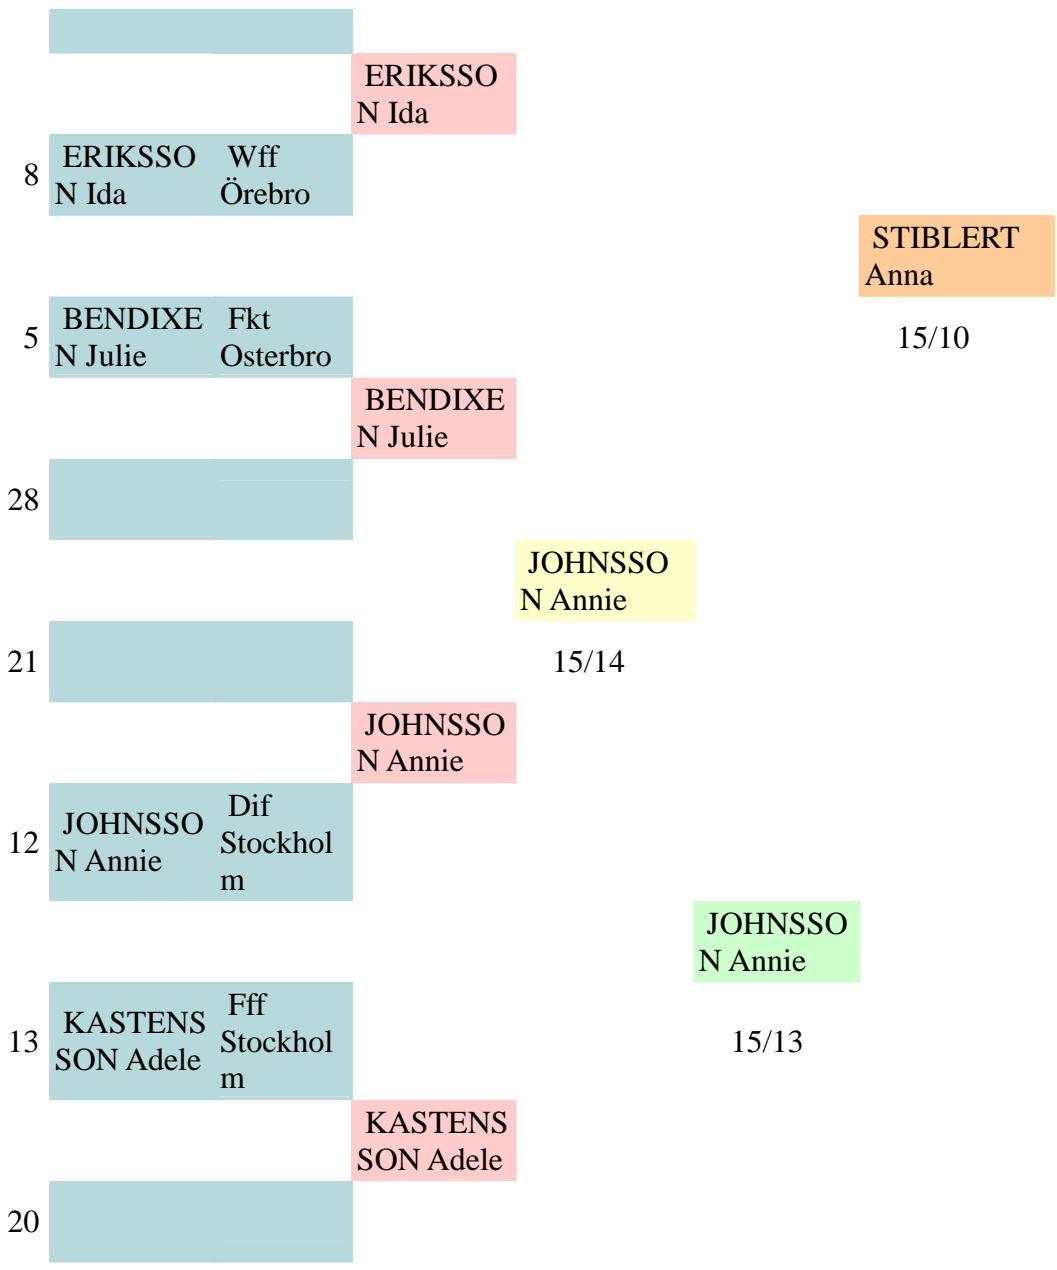 ERIKSSO
N Ida
8
ERIKSSO
N Ida
Wff
Örebro
STIBLERT
Anna
5
BENDIXE
N Julie
Fkt
Osterbro
15/10
BENDIXE
N Julie
28
JOHNSSO
N Annie
21
15/14
JOHNSSO
N Annie
12
JOHNSSO
N Annie
Dif
Stockhol
m
JOHNSSO
N Annie
13
KASTENS
SON Adele
Fff
Stockhol
m
15/13
KASTENS
SON Adele
20